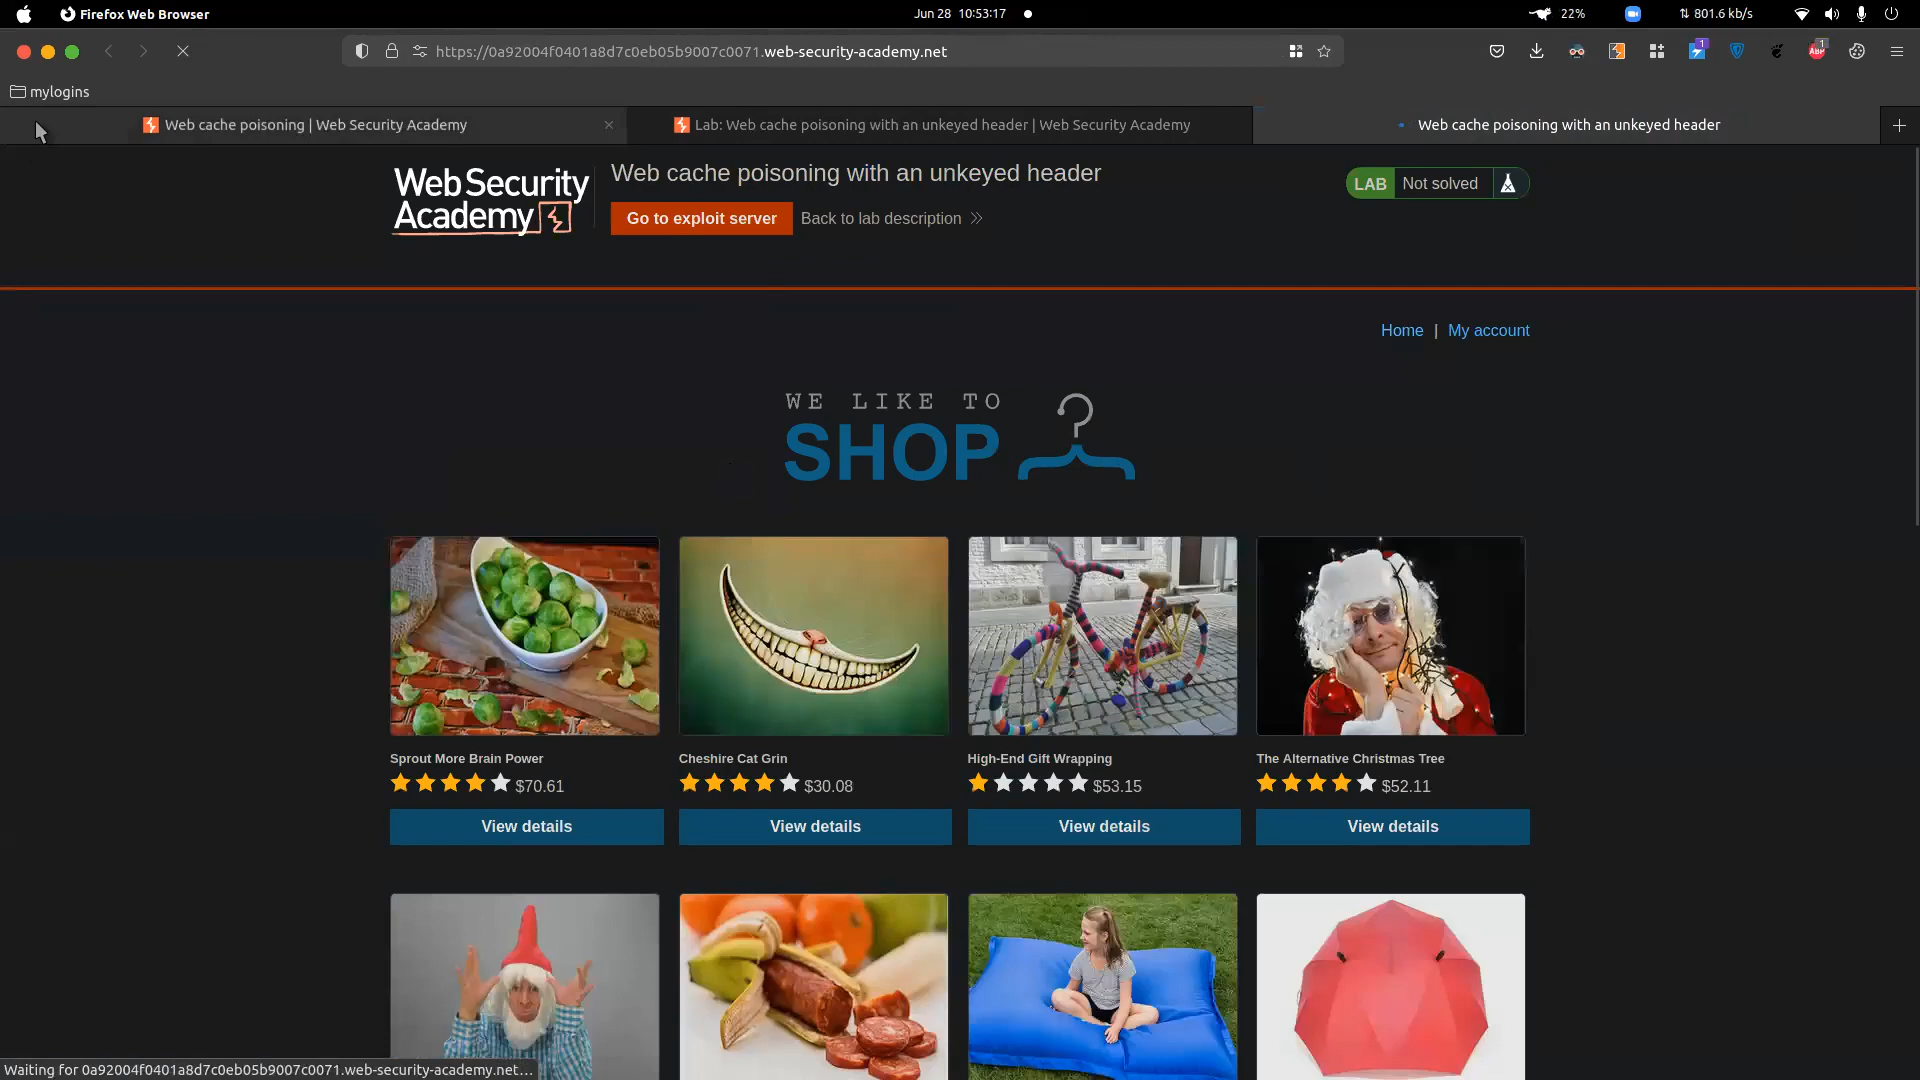 Firefox Web Browser
Jun 28 10:53:17
22%
801.6 kb/s
https://0a92004f0401a8d7c0eb05b9007c0071.web-security-academy.net
1
ABP
1
mylogins
Web cache poisoning | Web Security Academy
Lab: Web cache poisoning with an unkeyed header | Web Security Academy
Web cache poisoning with an unkeyed header
Web Security
Academy
Web cache poisoning with an unkeyed header
Go to exploit server
Back to lab description
LAB
Not solved
Home | My account
WE LIKE TO
SHOP
Sprout More Brain Power
$70.61
View details
Cheshire Cat Grin
$30.08
View details
High-End Gift Wrapping
$53.15
View details
The Alternative Christmas Tree
$52.11
View details
Waiting for 0a92004f0401a8d7c0eb05b9007c0071.web-security-academy.net…